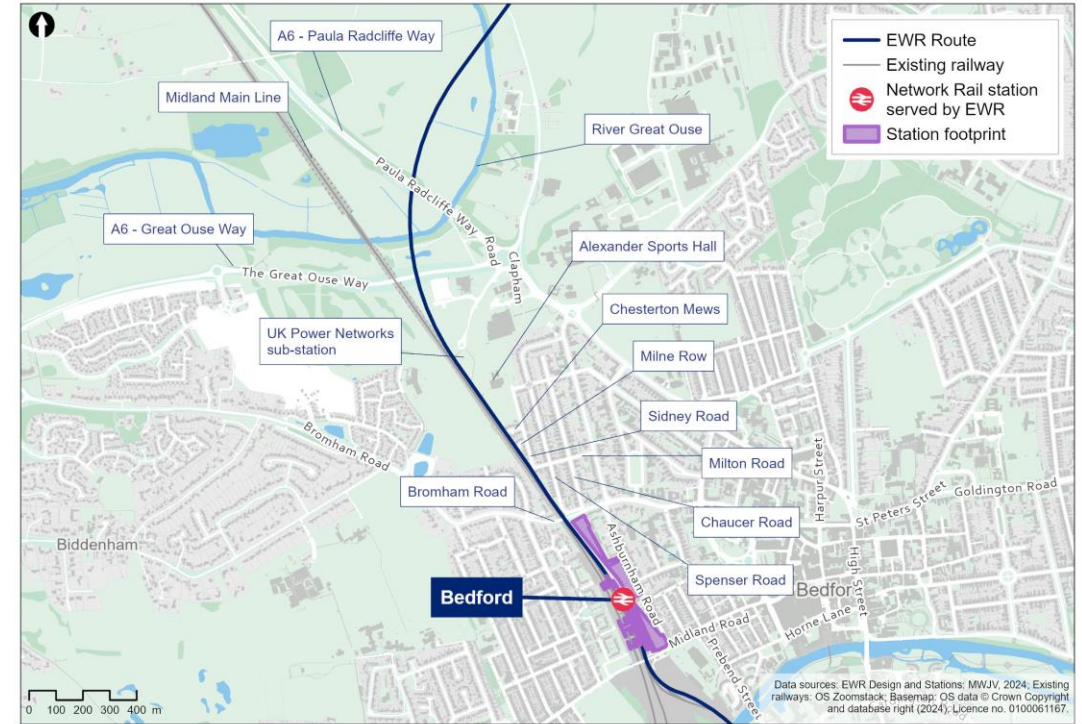 A6 - Paula Radcliffe Way
EWR Route
Existing railway
Network Rail station
served by EWR
Station footprint
Midland Main Line
River Great Ouse
Paula Radcliffe Way
A6 - Great Ouse Way
Road
Clapham
Alexander Sports Hall
The Great Ouse Way
Chesterton Mews
UK Power Networks
sub-station
Milne Row
Sidney Road
Bromham Road
Milton Road
Harpur Street
Goldington Road
St Peters Street
Bromham Road
Chaucer Road
Ashburnham Road
Biddenham
High Street
Spenser Road
Bedford
Bedfor
Horne Lane
Midland Road
Prebend Street
0 100 200 300 400 m
Data sources: EWR Design and Stations: MWJV, 2024; Existing
railways: OS Zoomstack; Basemap: OS data © Crown Copyright
and database right (2024), Licence no. 0100061167.